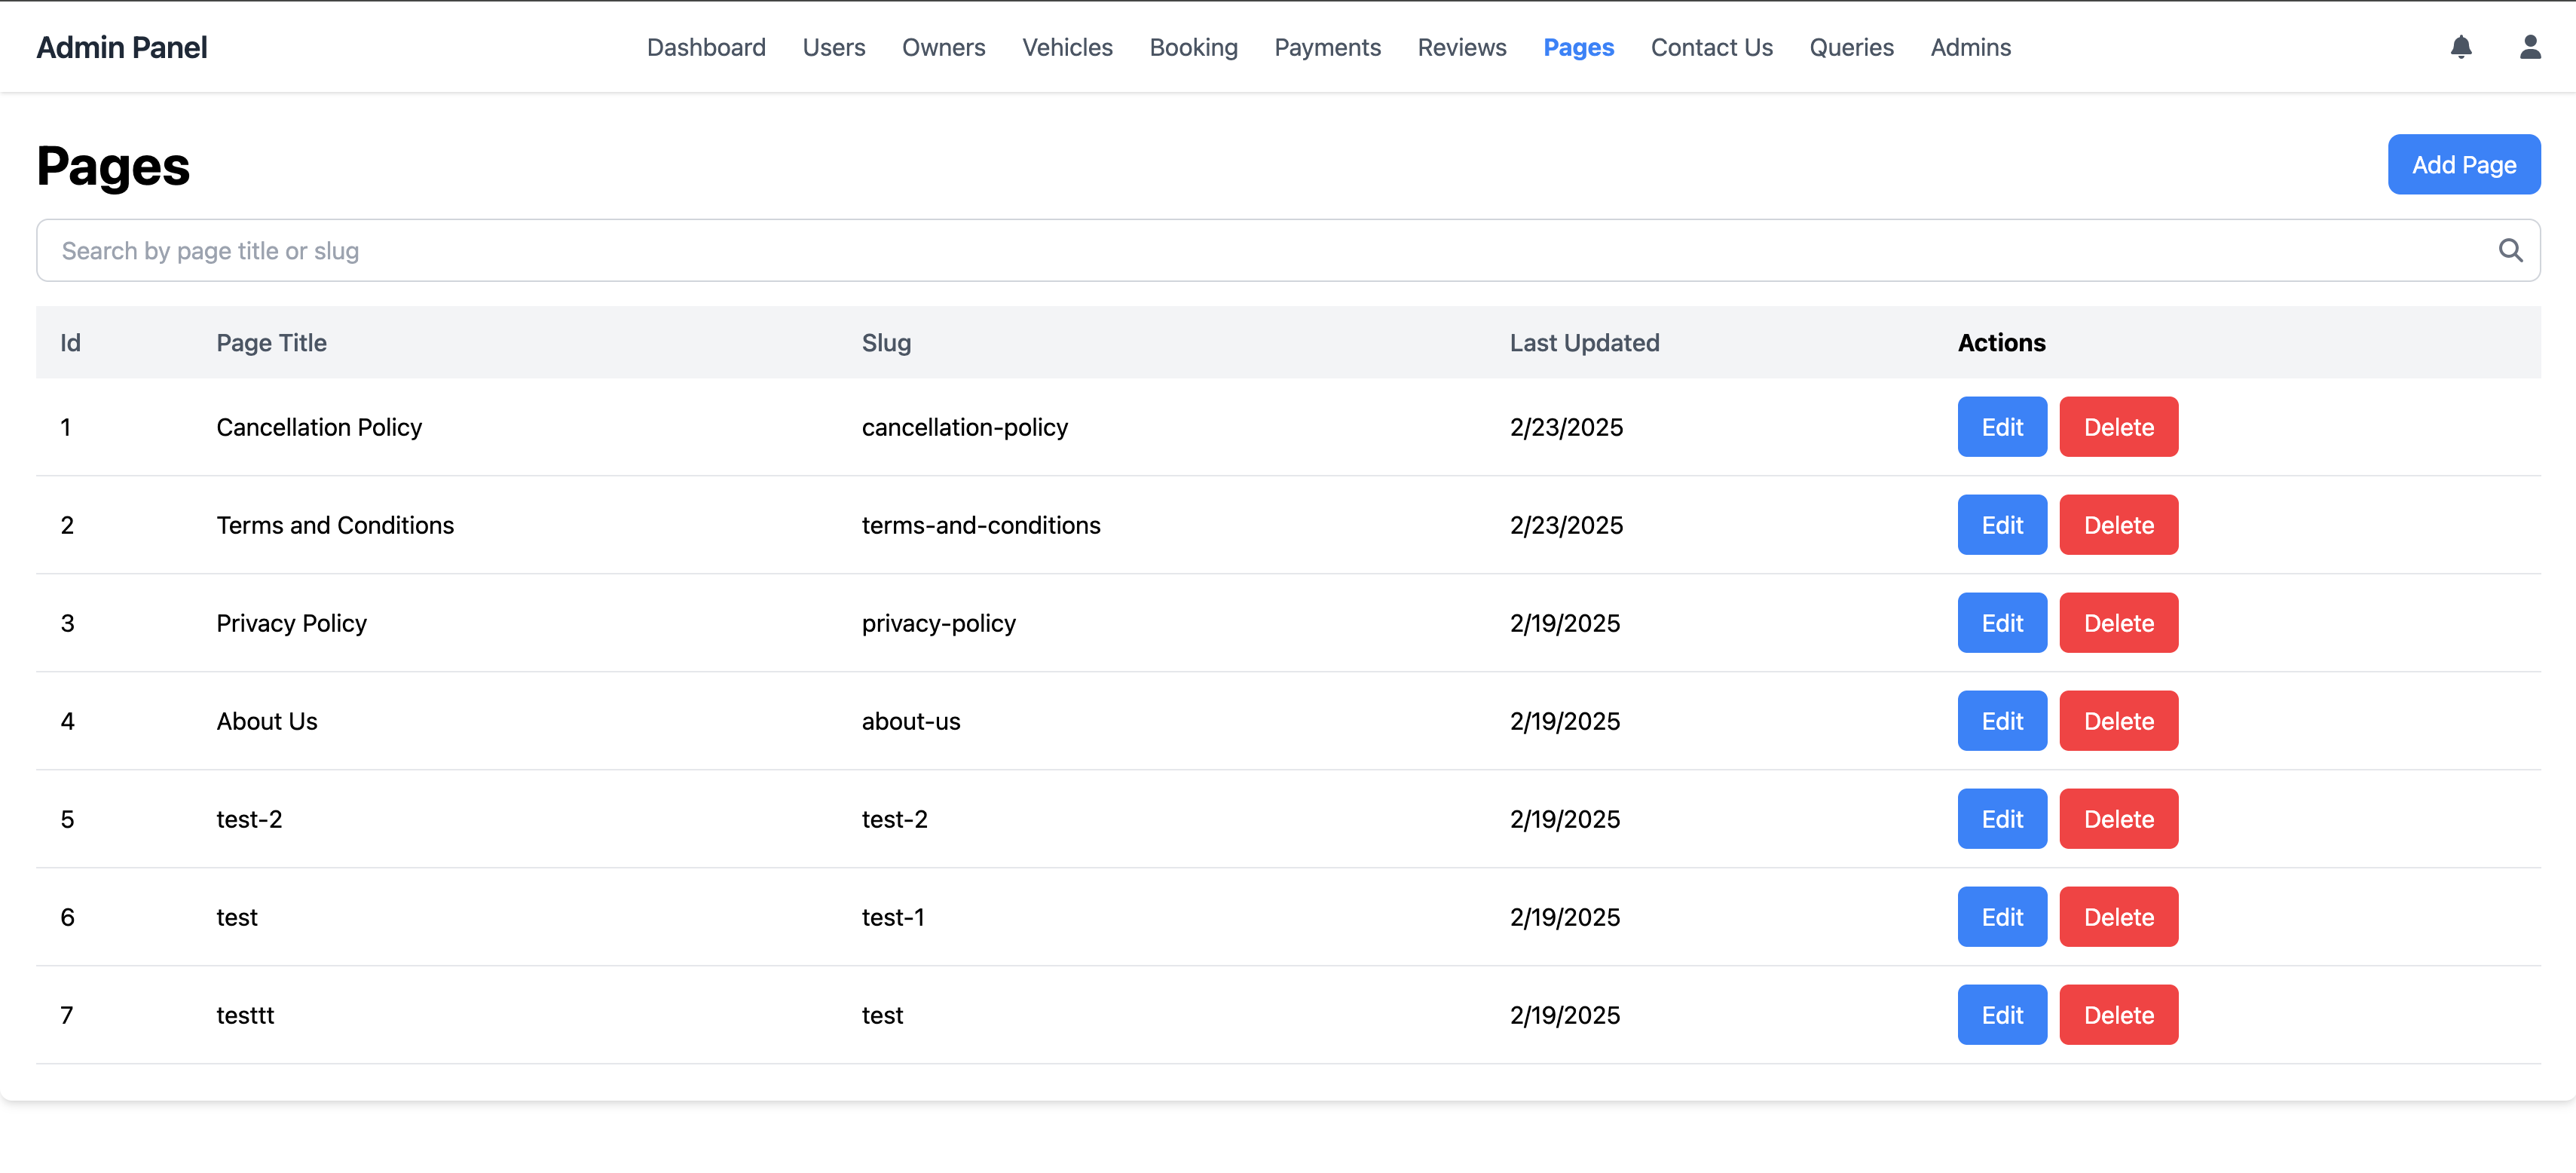 Admin Panel Dashboard Users Owners Vehicles Booking Payments Reviews Pages Contact Us Queries Admins
Pages Add Page
Search by page title or slug
Id Page Title Slug Last Updated Actions
1 Cancellation Policy cancellation-policy 2/23/2025 Edit Delete
2 Terms and Conditions terms-and-conditions 2/23/2025 Edit Delete
3 Privacy Policy privacy-policy 2/19/2025 Edit Delete
4 About Us about-us 2/19/2025 Edit Delete
5 test-2 test-2 2/19/2025 Edit Delete
6 test test-1 2/19/2025 Edit Delete
7 testtt test 2/19/2025 Edit Delete